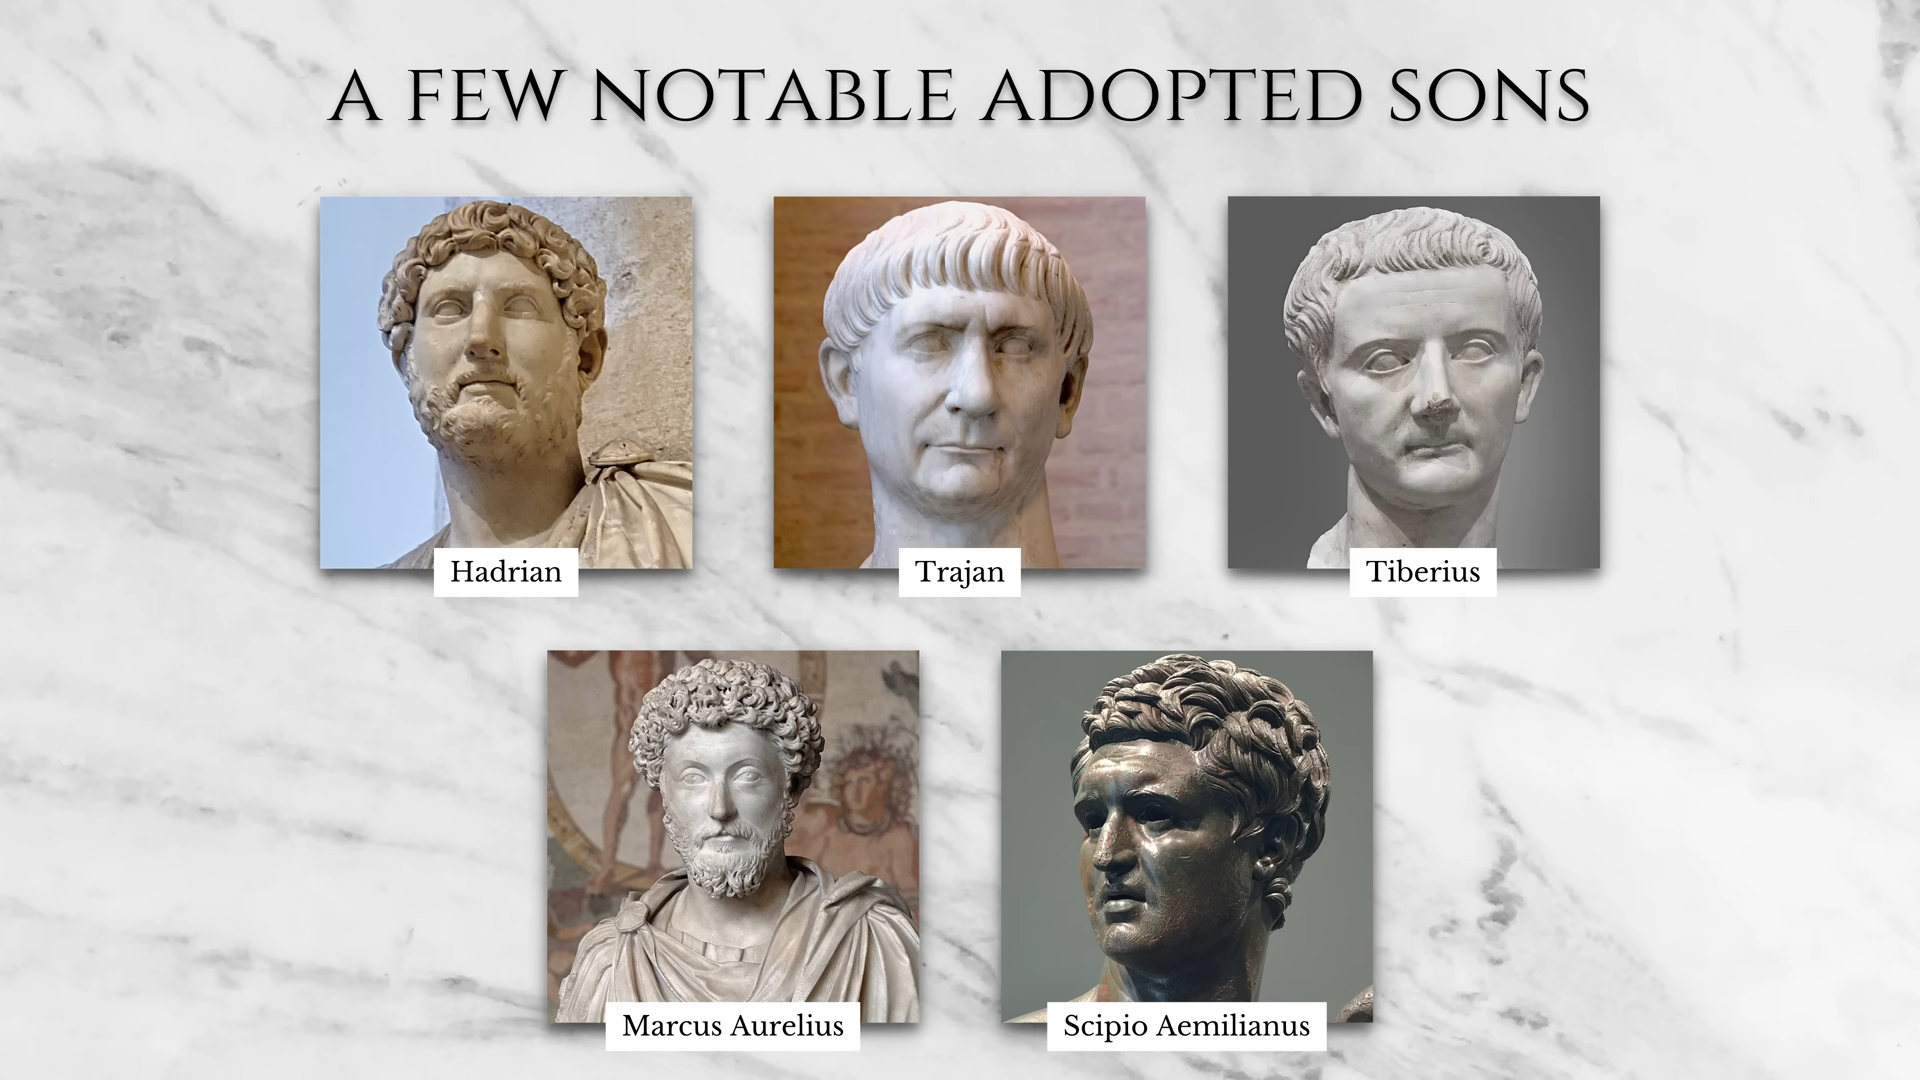 A FEW NOTABLE ADOPTED SONS
Hadrian
Trajan
Tiberius
Marcus Aurelius
Scipio Aemilianus